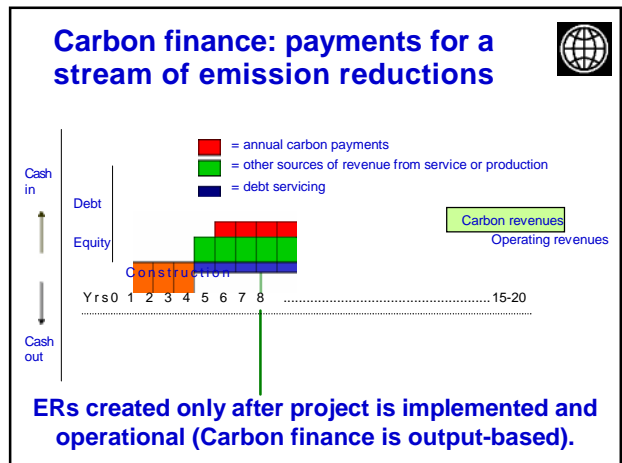 Carbon finance: payments for a
stream of emission reductions
= annual carbon payments
= other sources of revenue from service or production
= debt servicing
Cash
in
Debt
Equity
Carbon revenues
Operating revenues
Construction
Yrs0 1 2 3 4 5 6 7 8 ...................................................... 15-20
Cash
out
ERs created only after project is implemented and
operational (Carbon finance is output-based).